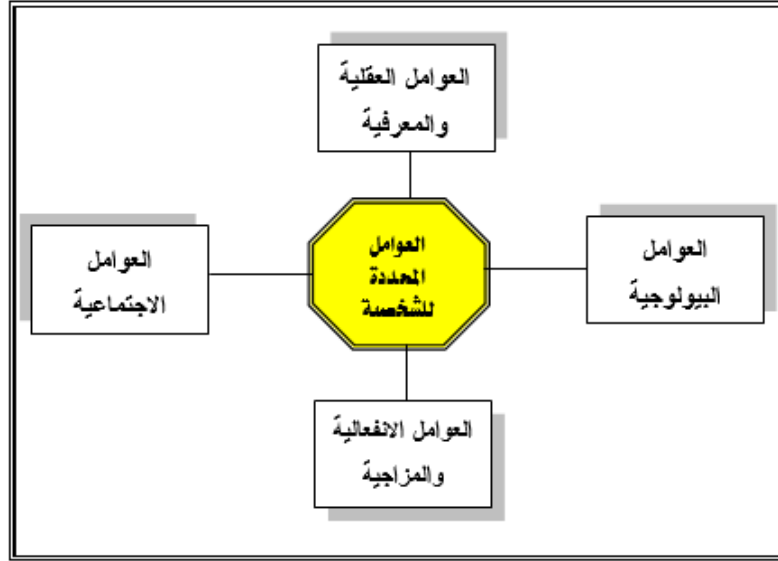 العوامل العقلية
والمعرفية
العوامل
البيولوجية
العوامل
المحددة
للشخصية
العوامل
الاجتماعية
العوامل الانفعالية
والمزاجية